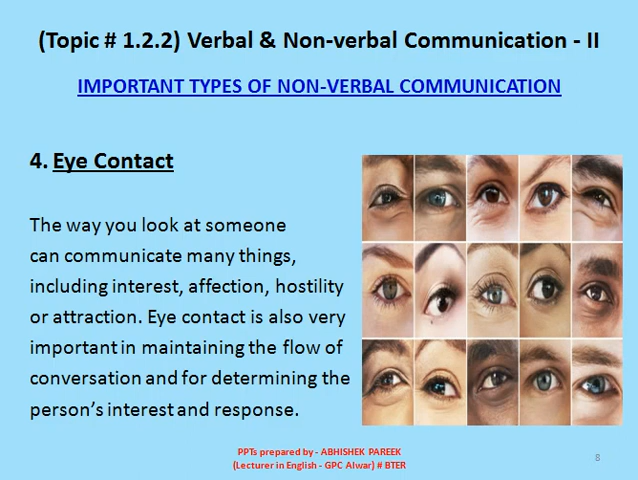 (Topic # 1.2.2) Verbal & Non-verbal Communication - II
IMPORTANT TYPES OF NON-VERBAL COMMUNICATION
4. Eye Contact
The way you look at someone
can communicate many things,
including interest, affection, hostility
or attraction. Eye contact is also very
important in maintaining the flow of
conversation and for determining the
person’s interest and response.
PPTs prepared by - ABHISHEK PAREEK
(Lecturer in English - GPC Alwar) # BTER
8